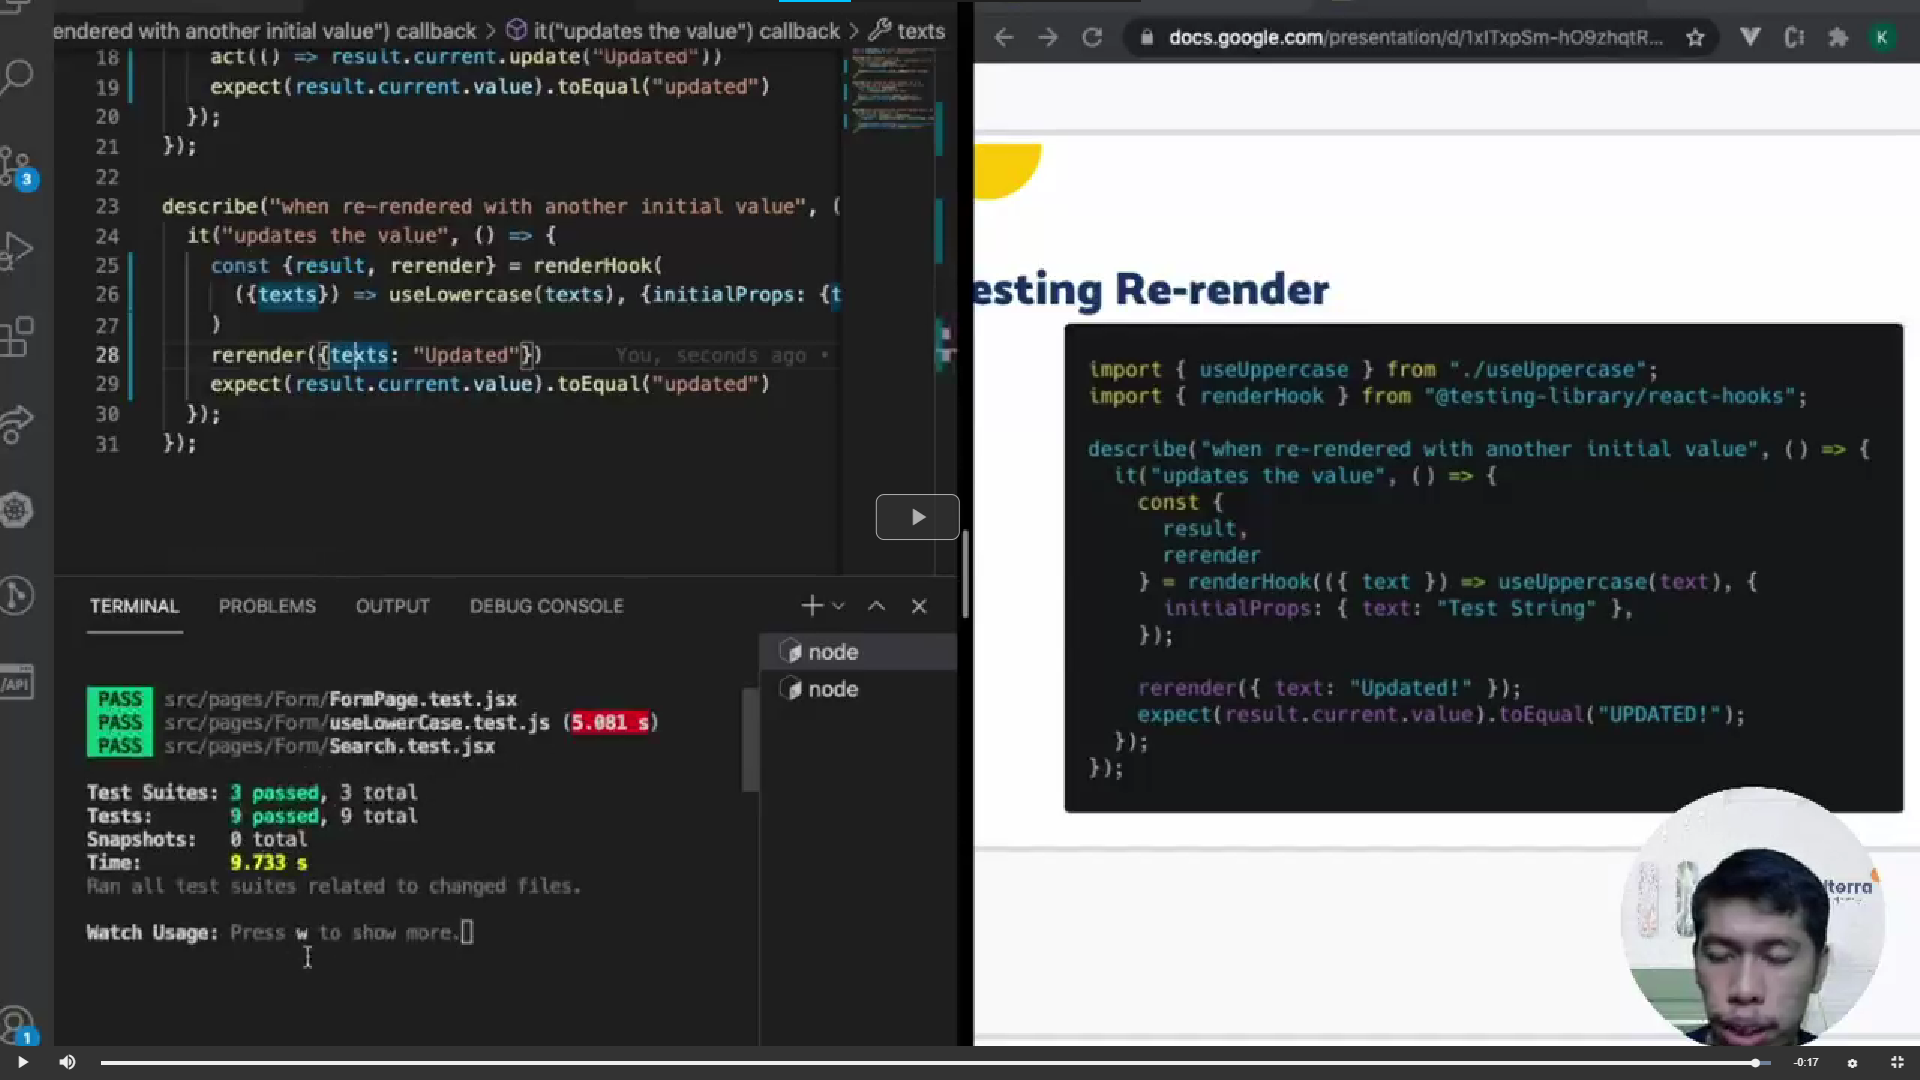 endered with another initial value") callback > it("updates the value") callback > texts
18 act(() => result.current.update("Updated"))
19 expect(result.current.value).toEqual("updated")
20 });
21 });
22
23 describe("when re-rendered with another initial value", (
24 it("updates the value", () => {
25 const {result, rerender} = renderHook(
26 ({texts}) => useLowercase(texts), {initialProps: {t
27 )
28 rerender({texts: "Updated"}) You, seconds ago •
29 expect(result.current.value).toEqual("updated")
30 });
31 });
3
/API
1
TERMINAL PROBLEMS OUTPUT DEBUG CONSOLE
node
node
PASS src/pages/Form/FormPage.test.jsx
PASS src/pages/Form/useLowerCase.test.js (5.081 s)
PASS src/pages/Form/Search.test.jsx
Test Suites: 3 passed, 3 total
Tests: 9 passed, 9 total
Snapshots: 0 total
Time: 9.733 s
Ran all test suites related to changed files.
Watch Usage: Press w to show more.
docs.google.com/presentation/d/1xITxpSm-hO9zhqtR...
K
esting Re-render
import { useUppercase } from "./useUppercase";
import { renderHook } from "@testing-library/react-hooks";
describe("when re-rendered with another initial value", () => {
it("updates the value", () => {
const {
result,
rerender
} = renderHook(({ text }) => useUppercase(text), {
initialProps: { text: "Test String" },
});
rerender({ text: "Updated!" });
expect(result.current.value).toEqual("UPDATED!");
});
});
lterra
-0:17